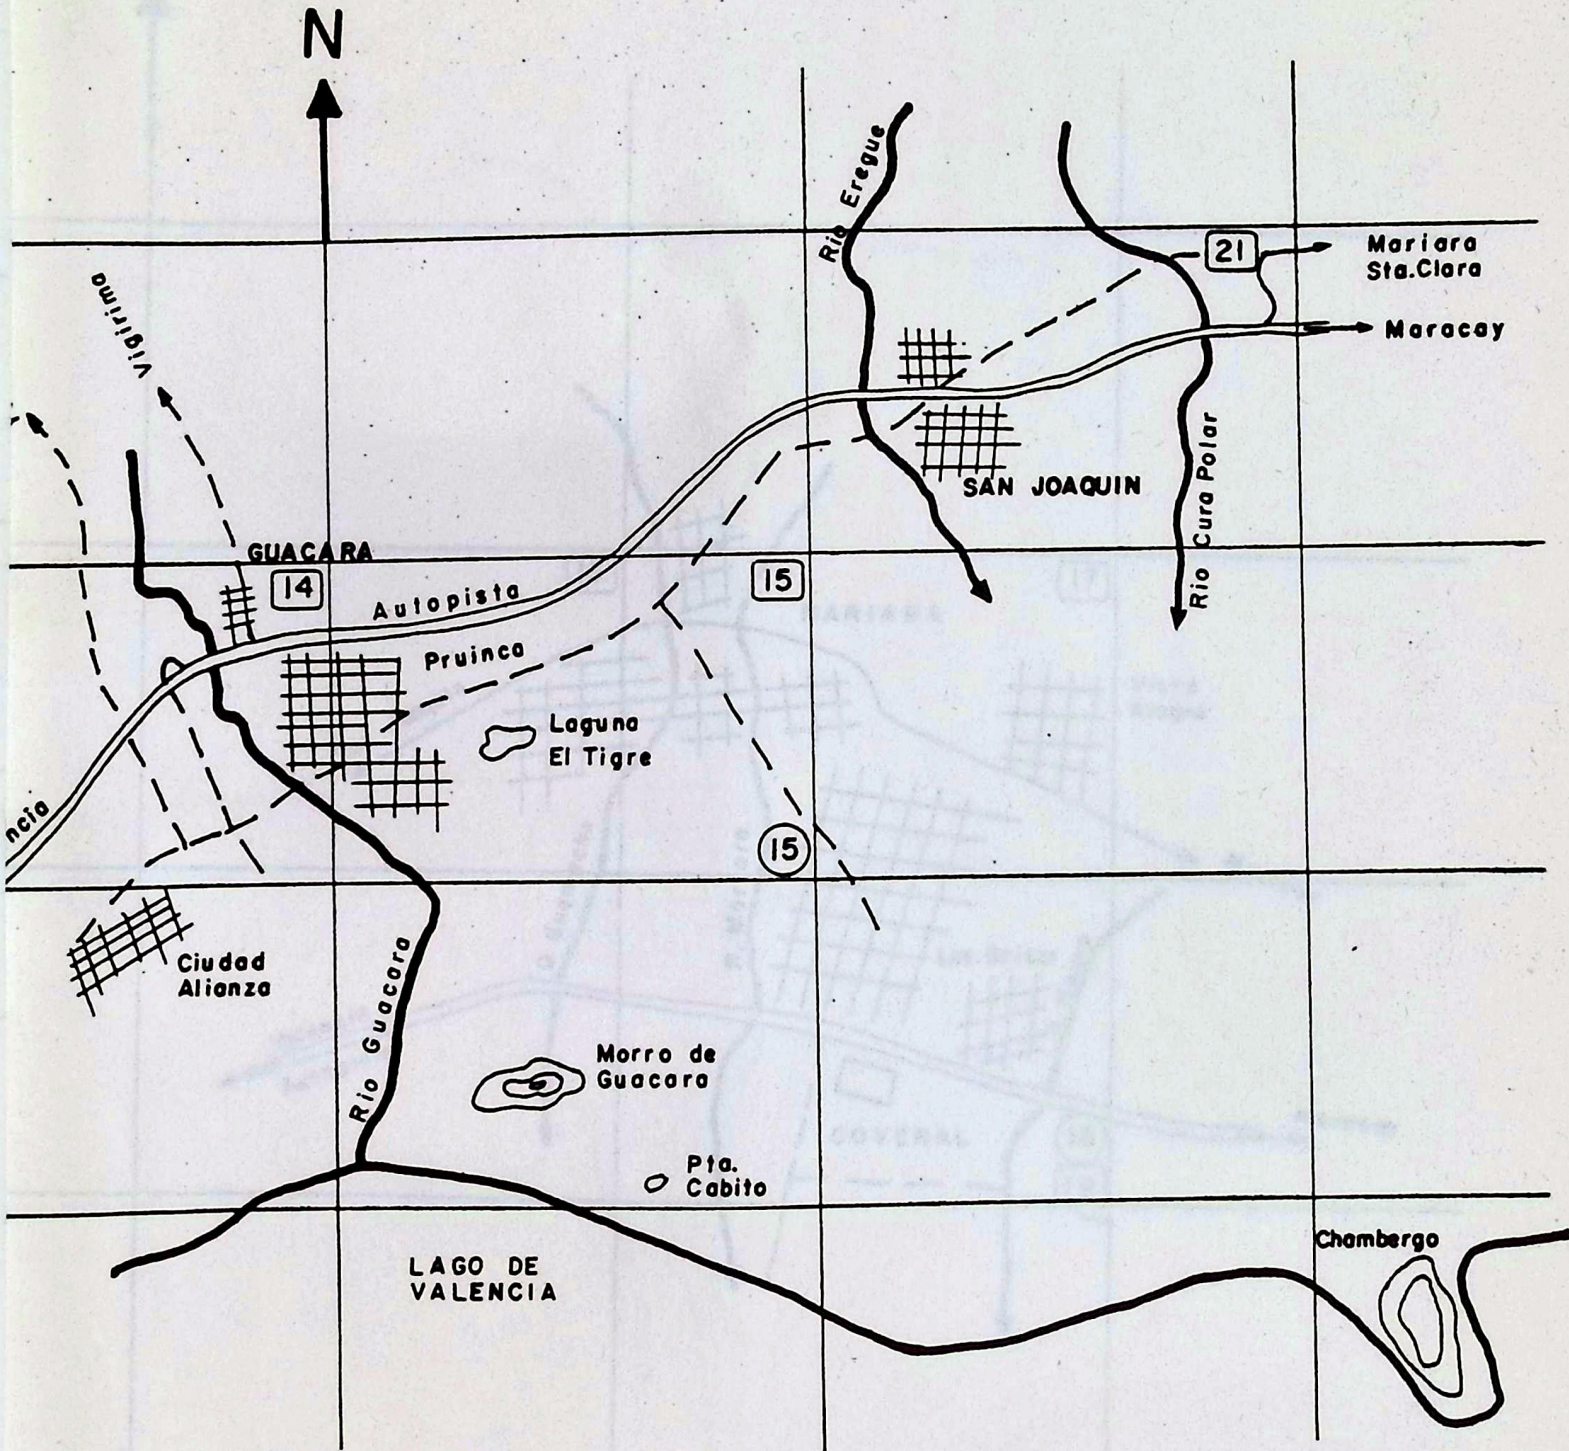 N
Rio Eregue
21
Mariara
Sta.Clara
Maracay
Vigirima
Rio Cura Polar
SAN JOAQUIN
GUACARA
14
Autopista
15
Pruinca
Laguna
El Tigre
ncia
15
Ciudad
Alianza
Rio Guacara
Morro de
Guacara
Pta.
Cabito
Chambergo
LAGO DE
VALENCIA